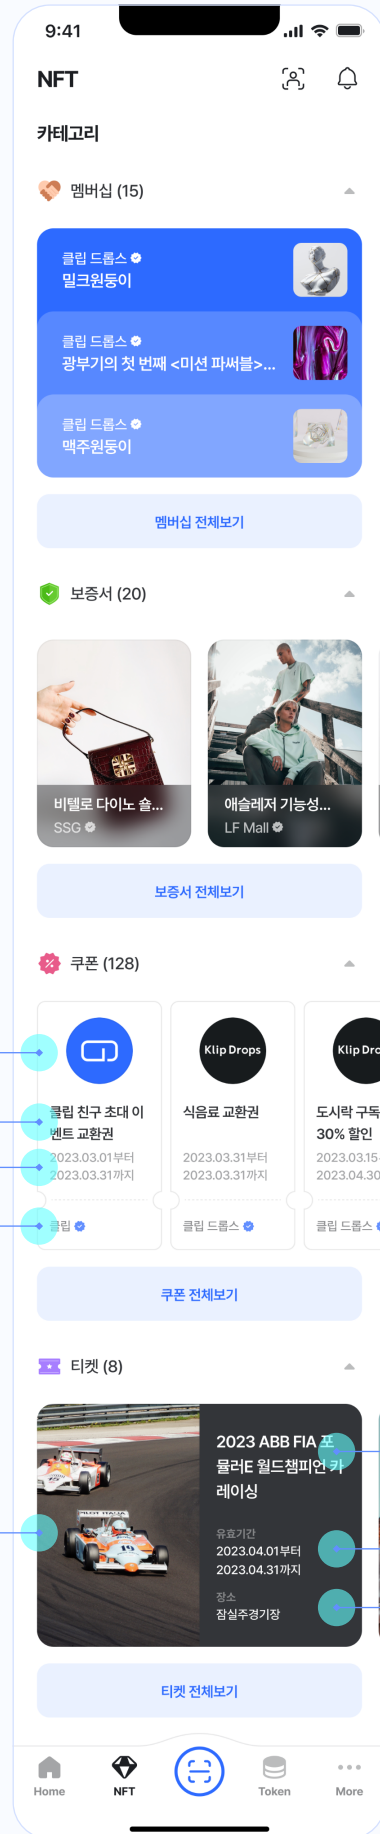 9:41
NFT
카테고리
멤버십 (15)
클립 드롭스
밀크원둥이
클립 드롭스
광부기의 첫 번째 <미션 파써블>...
클립 드롭스
맥주원둥이
멤버십 전체보기
보증서 (20)
비텔로 다이노 숄...
SSG
애슬레저 기능성...
LF Mall
보증서 전체보기
쿠폰 (128)
클립 친구 초대 이
벤트 교환권
2023.03.01부터
2023.03.31까지
클립
Klip Drops
식음료 교환권
2023.03.31부터
2023.03.31까지
클립 드롭스
Klip Dro
도시락 구독
30% 할인
2023.03.15
2023.04.30
클립 드롭스
쿠폰 전체보기
티켓 (8)
2023 ABB FIA 포
뮬러E 월드챔피언 카
레이싱
유효기간
2023.04.01부터
2023.04.31까지
장소
잠실주경기장
티켓 전체보기
Home
NFT
Token
More